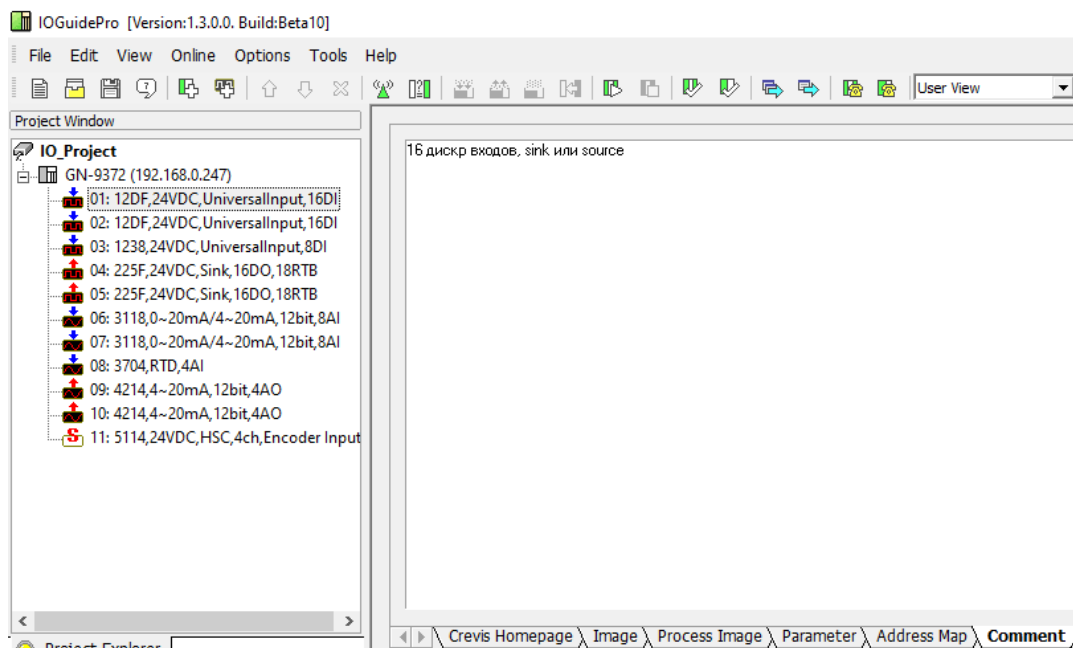 IOGuidePro [Version:1.3.0.0. Build:Beta10]
File Edit View Online Options Tools Help
User View
Project Window
IO_Project
GN-9372 (192.168.0.247)
01: 12DF,24VDC,UniversalInput,16DI
02: 12DF,24VDC,UniversalInput,16DI
03: 1238,24VDC,UniversalInput,8DI
04: 225F,24VDC,Sink,16DO,18RTB
05: 225F,24VDC,Sink,16DO,18RTB
06: 3118,0~20mA/4~20mA,12bit,8AI
07: 3118,0~20mA/4~20mA,12bit,8AI
08: 3704,RTD,4AI
09: 4214,4~20mA,12bit,4AO
10: 4214,4~20mA,12bit,4AO
11: 5114,24VDC,HSC,4ch,Encoder Input
16 дискр входов, sink или source
Project Explorer
Crevis Homepage Image Process Image Parameter Address Map Comment